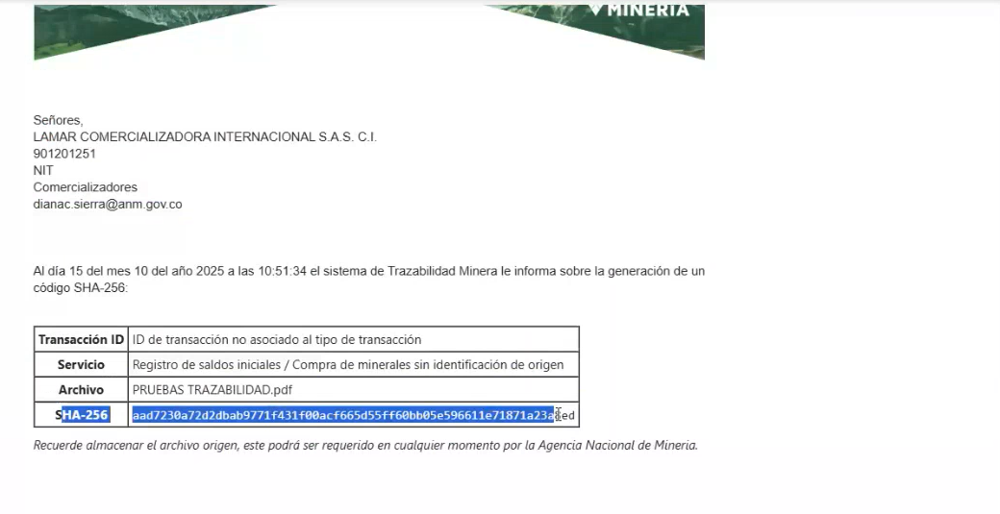 MINERÍA
Señores,
LAMAR COMERCIALIZADORA INTERNACIONAL S.A.S. C.I.
901201251
NIT
Comercializadores
dianac.sierra@anm.gov.co
Al día 15 del mes 10 del año 2025 a las 10:51:34 el sistema de Trazabilidad Minera le informa sobre la generación de un
código SHA-256:
Transacción ID ID de transacción no asociado al tipo de transacción
Servicio Registro de saldos iniciales / Compra de minerales sin identificación de origen
Archivo PRUEBAS TRAZABILIDAD.pdf
SHA-256
Recuerde almacenar el archivo origen, este podrá ser requerido en cualquier momento por la Agencia Nacional de Mineria.